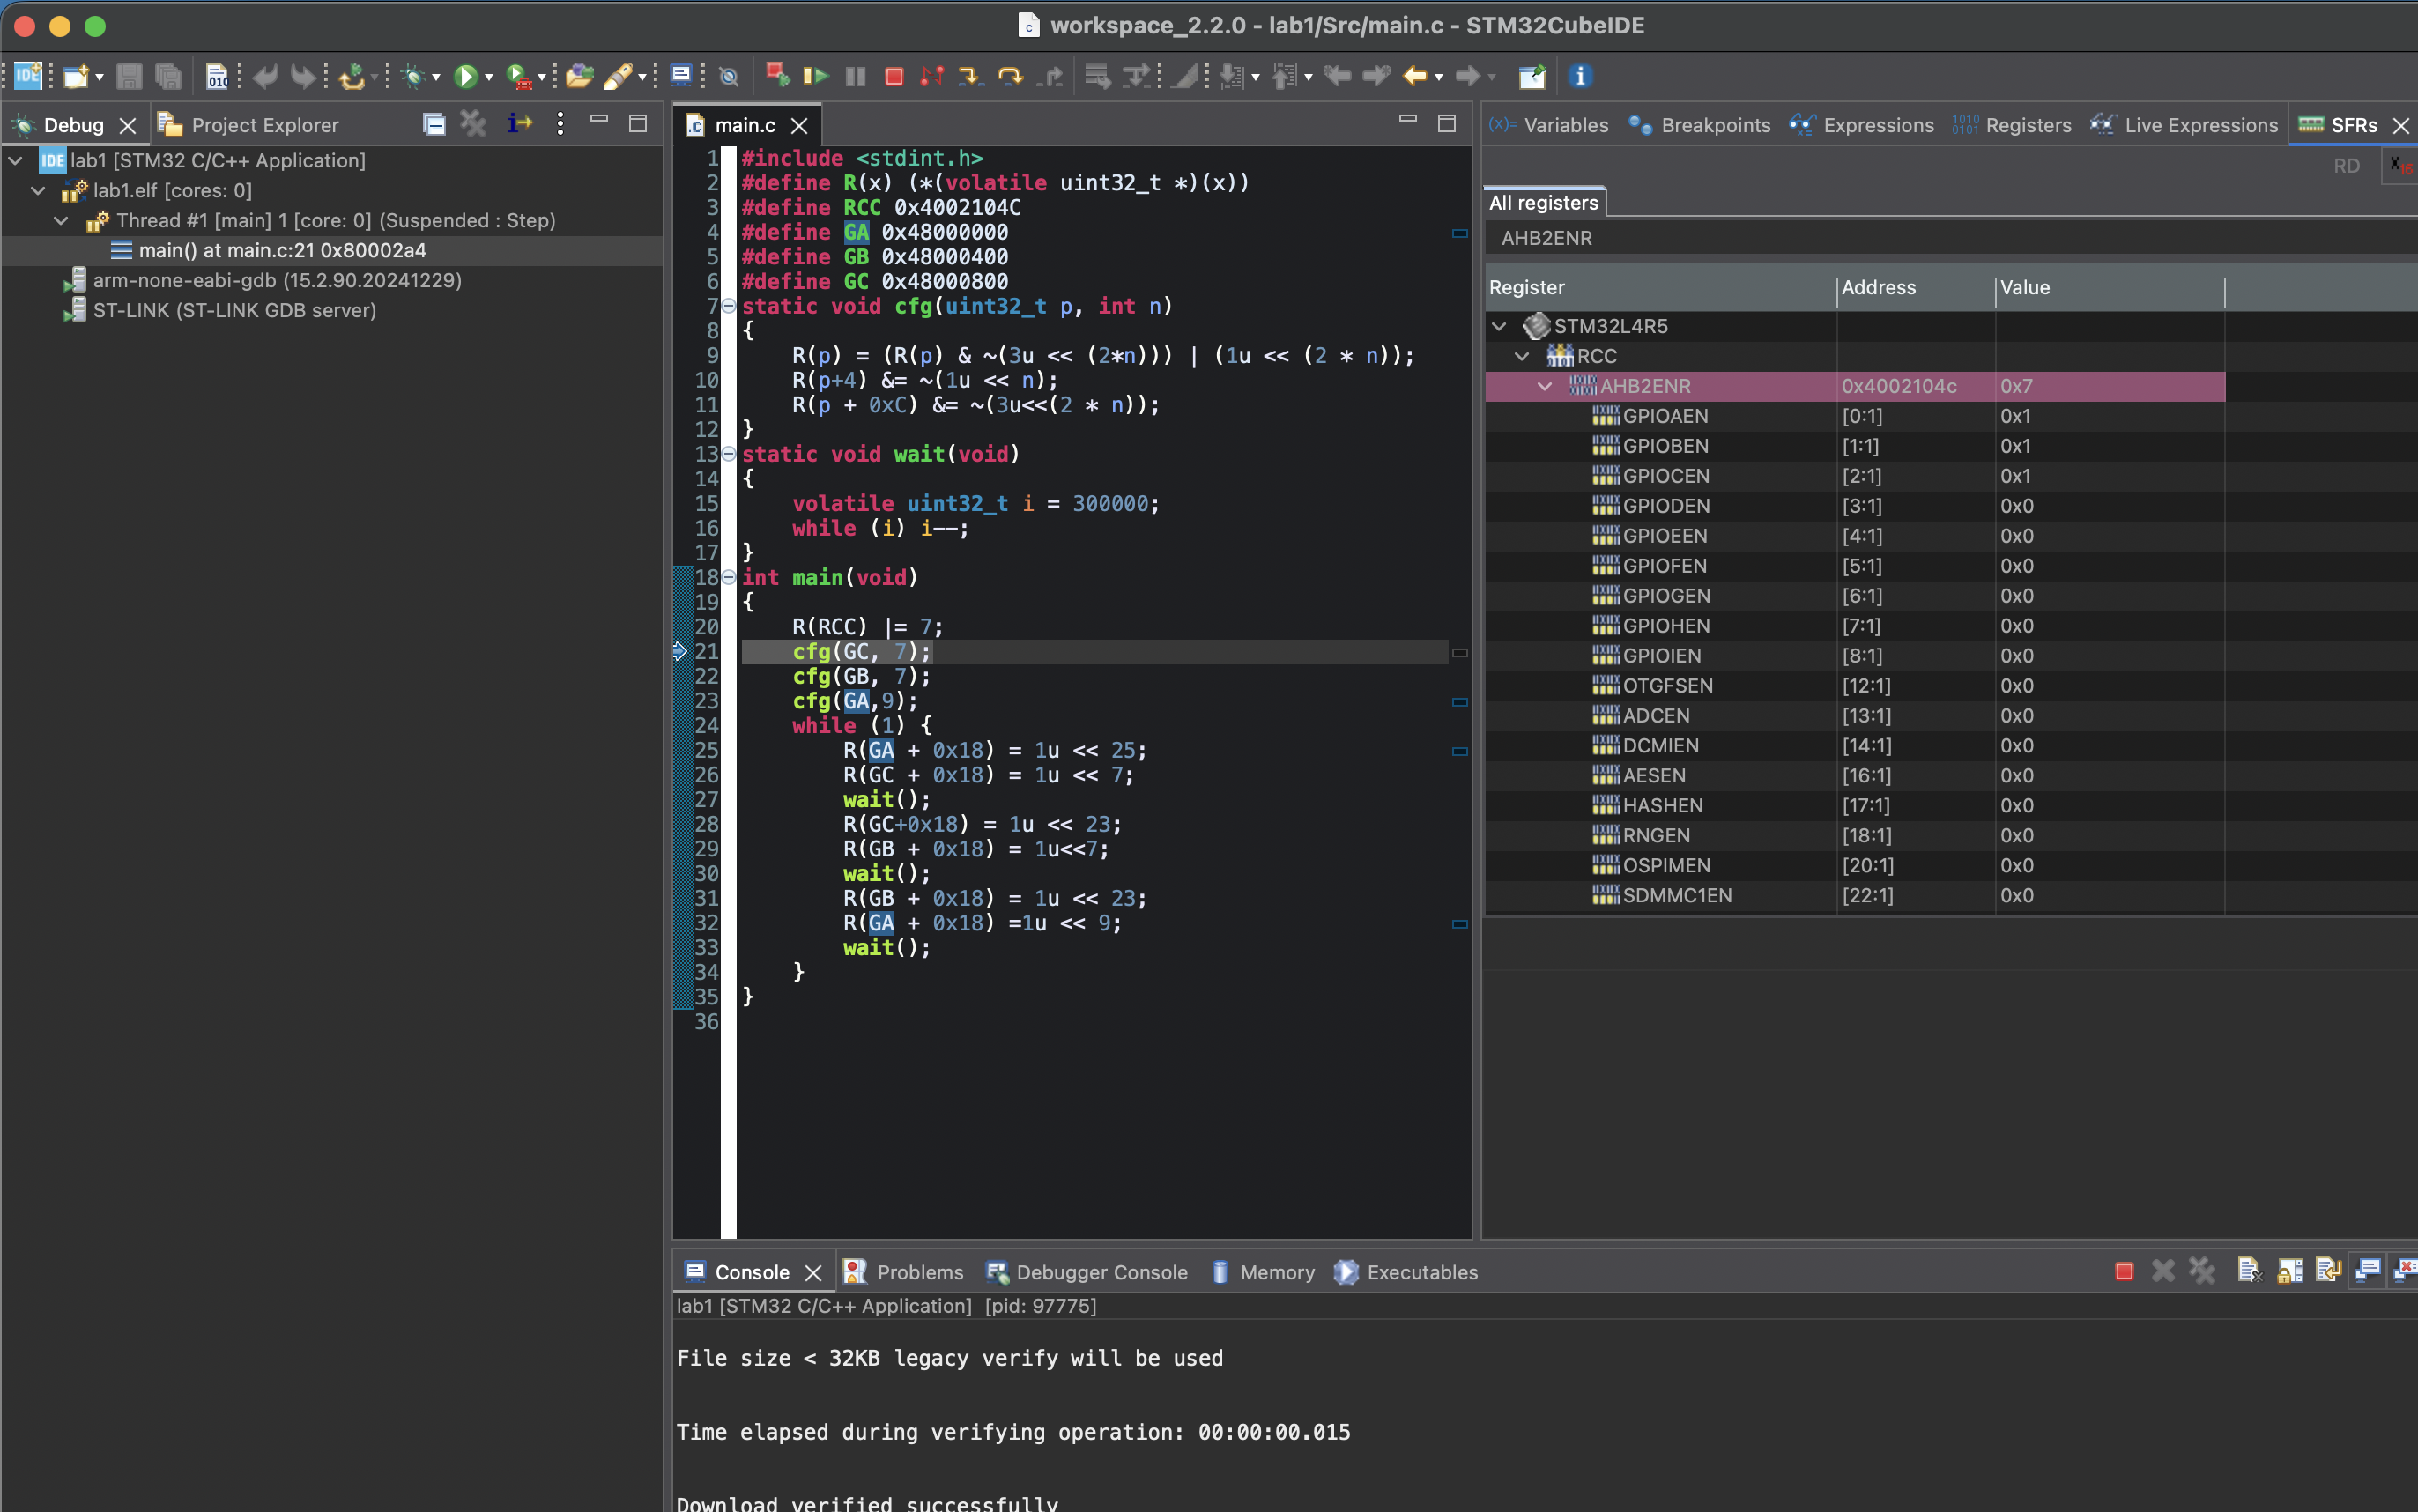 workspace_2.2.0 - lab1/Src/main.c - STM32CubeIDE
Debug
Project Explorer
lab1 [STM32 C/C++ Application]
lab1.elf [cores: 0]
Thread #1 [main] 1 [core: 0] (Suspended : Step)
main() at main.c:21 0x80002a4
arm-none-eabi-gdb (15.2.90.20241229)
ST-LINK (ST-LINK GDB server)
main.c
1 #include <stdint.h>
2 #define R(x) (*(volatile uint32_t *)(x))
3 #define RCC 0x4002104C
4 #define GA 0x48000000
5 #define GB 0x48000400
6 #define GC 0x48000800
7 static void cfg(uint32_t p, int n)
8 {
9     R(p) = (R(p) & ~(3u << (2*n))) | (1u << (2 * n));
10     R(p+4) &= ~(1u << n);
11     R(p + 0xC) &= ~(3u<<(2 * n));
12 }
13 static void wait(void)
14 {
15     volatile uint32_t i = 300000;
16     while (i) i--;
17 }
18 int main(void)
19 {
20     R(RCC) |= 7;
21     cfg(GC, 7);
22     cfg(GB, 7);
23     cfg(GA,9);
24     while (1) {
25         R(GA + 0x18) = 1u << 25;
26         R(GC + 0x18) = 1u << 7;
27         wait();
28         R(GC+0x18) = 1u << 23;
29         R(GB + 0x18) = 1u<<7;
30         wait();
31         R(GB + 0x18) = 1u << 23;
32         R(GA + 0x18) =1u << 9;
33         wait();
34     }
35 }
36
(x)= Variables
Breakpoints
Expressions
1010 0101 Registers
Live Expressions
SFRs
RD X16
All registers
AHB2ENR
Register Address Value
STM32L4R5
RCC
AHB2ENR 0x4002104c 0x7
GPIOAEN [0:1] 0x1
GPIOBEN [1:1] 0x1
GPIOCEN [2:1] 0x1
GPIODEN [3:1] 0x0
GPIOEEN [4:1] 0x0
GPIOFEN [5:1] 0x0
GPIOGEN [6:1] 0x0
GPIOHEN [7:1] 0x0
GPIOIEN [8:1] 0x0
OTGFSEN [12:1] 0x0
ADCEN [13:1] 0x0
DCMIEN [14:1] 0x0
AESEN [16:1] 0x0
HASHEN [17:1] 0x0
RNGEN [18:1] 0x0
OSPIMEN [20:1] 0x0
SDMMC1EN [22:1] 0x0
Console
Problems
Debugger Console
Memory
Executables
lab1 [STM32 C/C++ Application] [pid: 97775]
File size < 32KB legacy verify will be used
Time elapsed during verifying operation: 00:00:00.015
Download verified successfully